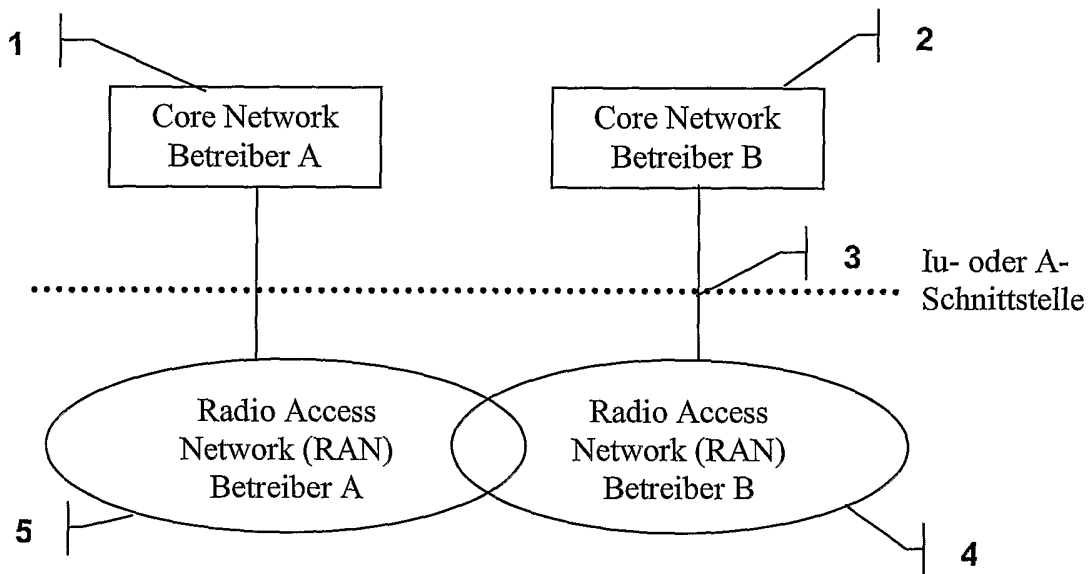 1
2
Core Network
Betreiber A
Core Network
Betreiber B
3
Iu- oder A-
Schnittstelle
Radio Access
Network (RAN)
Betreiber A
Radio Access
Network (RAN)
Betreiber B
5
4